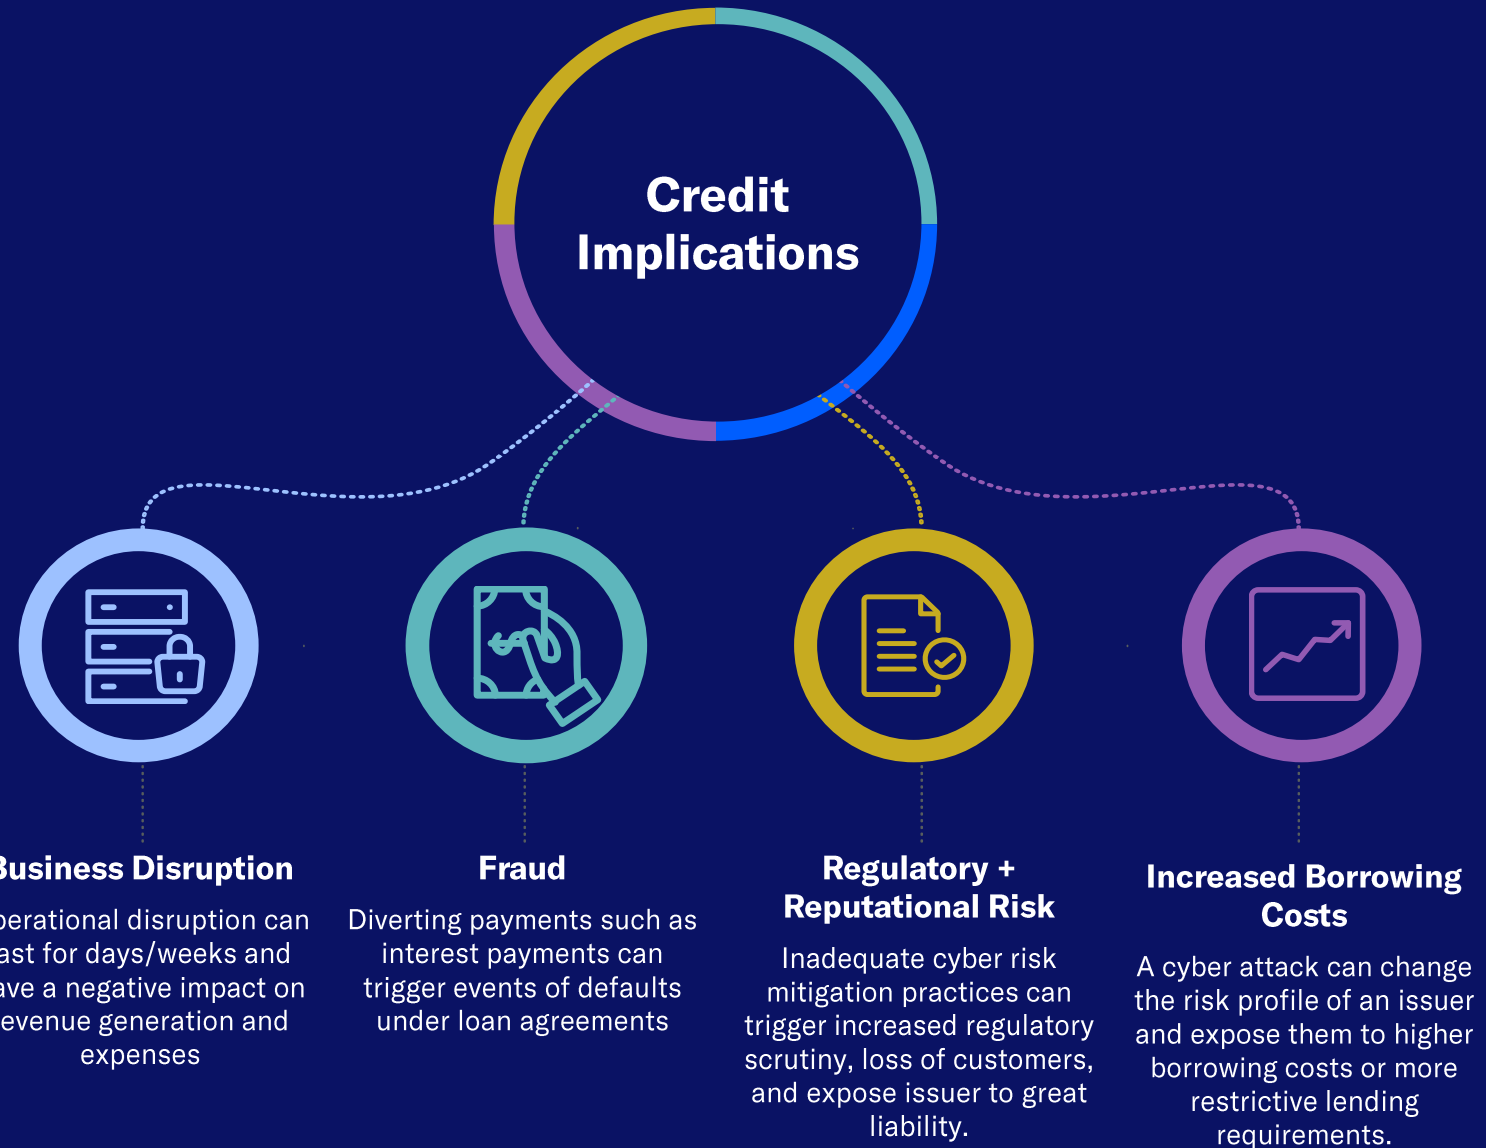 Credit
Implications
Business Disruption
perational disruption can
ast for days/weeks and
ave a negative impact on
evenue generation and
expenses
Fraud
Diverting payments such as
interest payments can
trigger events of defaults
under loan agreements
Regulatory +
Reputational Risk
Inadequate cyber risk
mitigation practices can
trigger increased regulatory
scrutiny, loss of customers,
and expose issuer to great
liability.
Increased Borrowing
Costs
A cyber attack can change
the risk profile of an issuer
and expose them to higher
borrowing costs or more
restrictive lending
requirements.